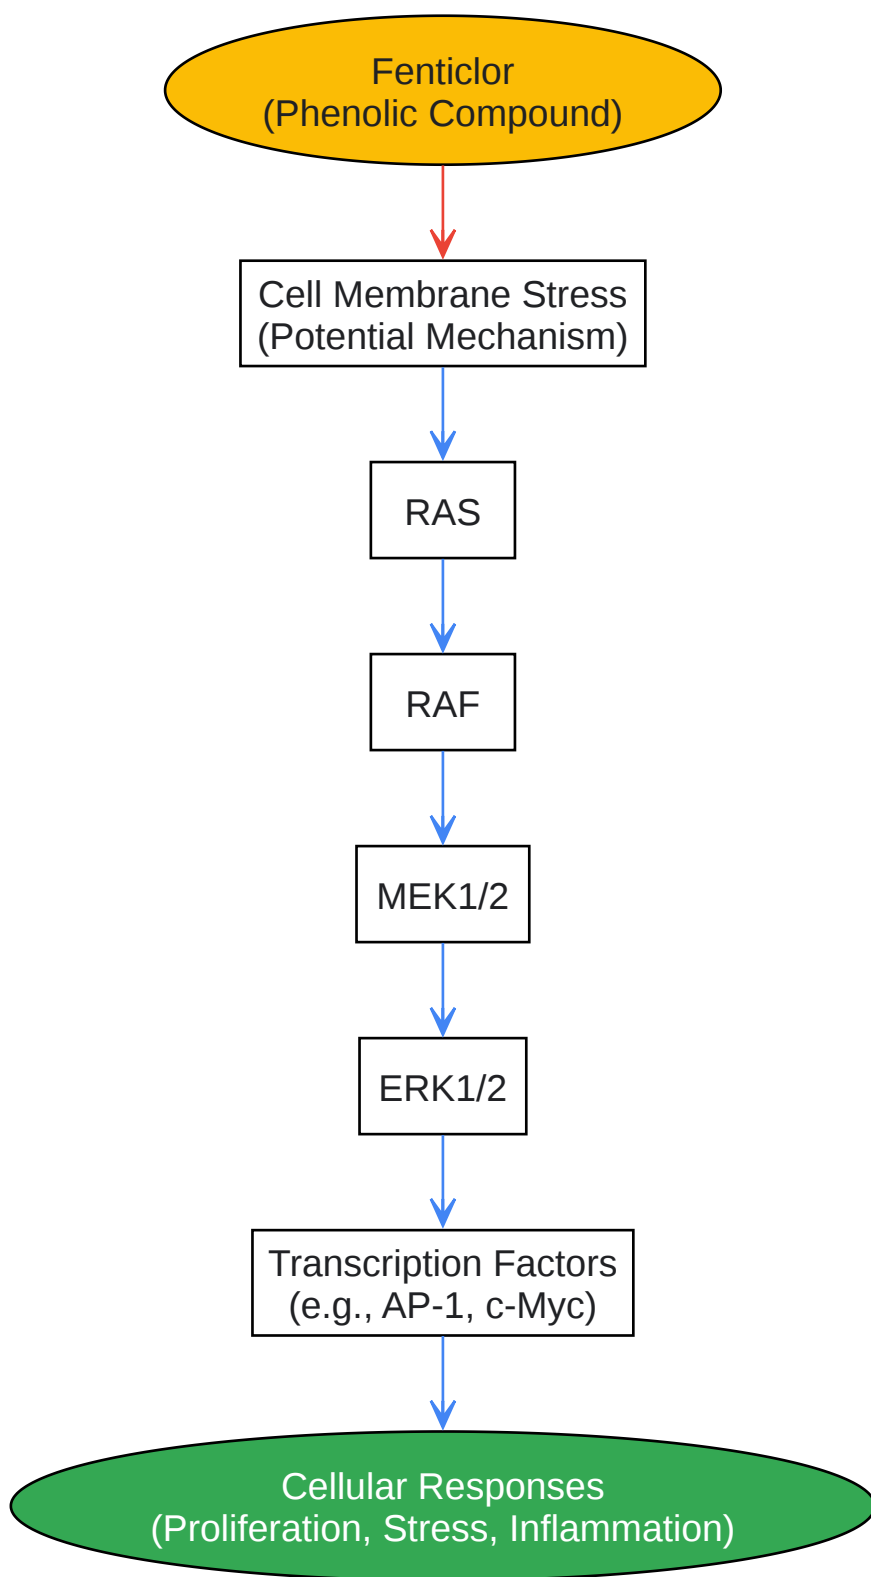 Fenticlor
(Phenolic Compound)
Cell Membrane Stress
(Potential Mechanism)
RAS
RAF
MEK1/2
ERK1/2
Transcription Factors
(e.g., AP-1, c-Myc)
Cellular Responses
(Proliferation, Stress, Inflammation)